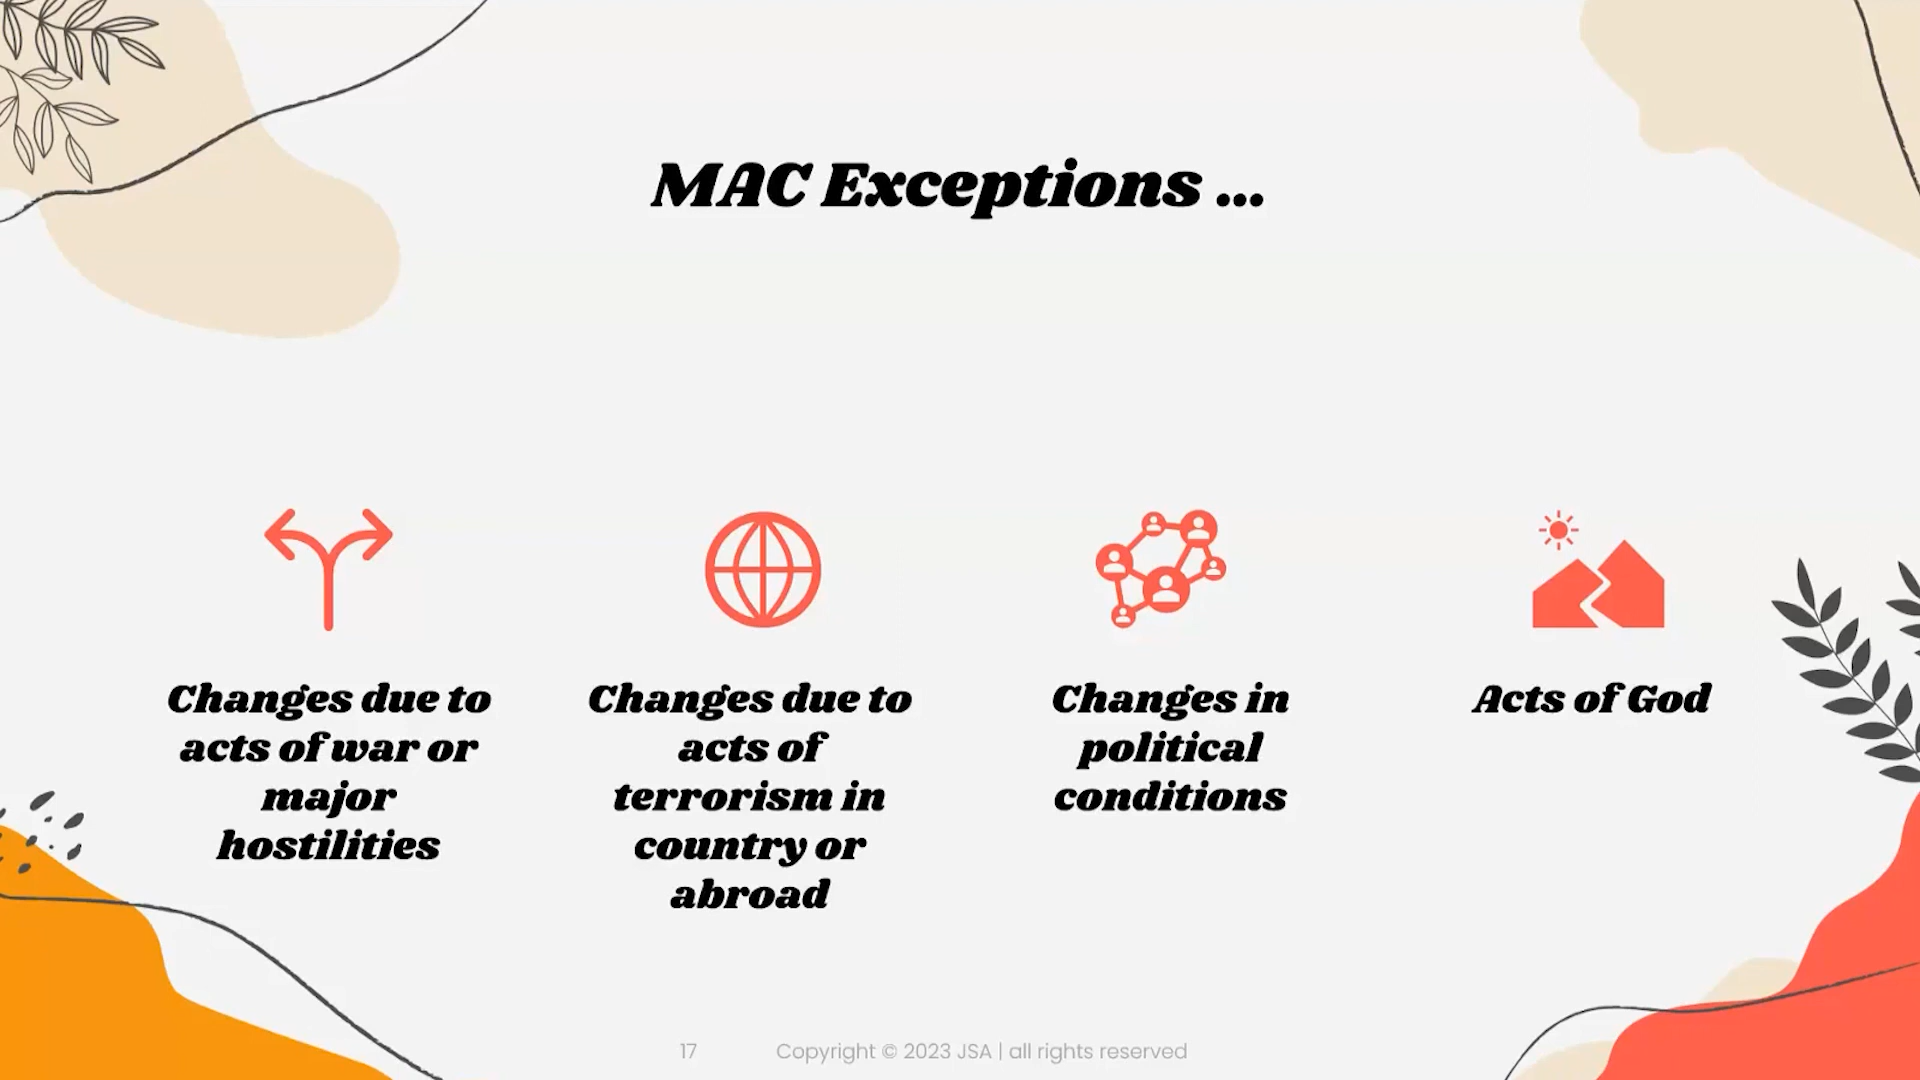 MAC Exceptions ...
Changes due to
acts of war or
major
hostilities
Changes due to
acts of
terrorism in
country or
abroad
Changes in
political
conditions
Acts of God
17
Copyright © 2023 JSA | all rights reserved